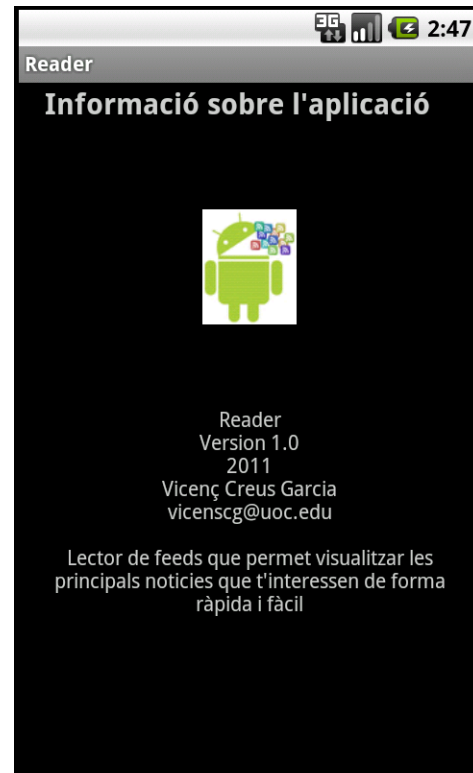 3G 2:47
Reader
Informació sobre l'aplicació
Reader
Version 1.0
2011
Vicenç Creus Garcia
vicenscg@uoc.edu
Lector de feeds que permet visualitzar les
principals noticies que t'interessen de forma
ràpida i fàcil